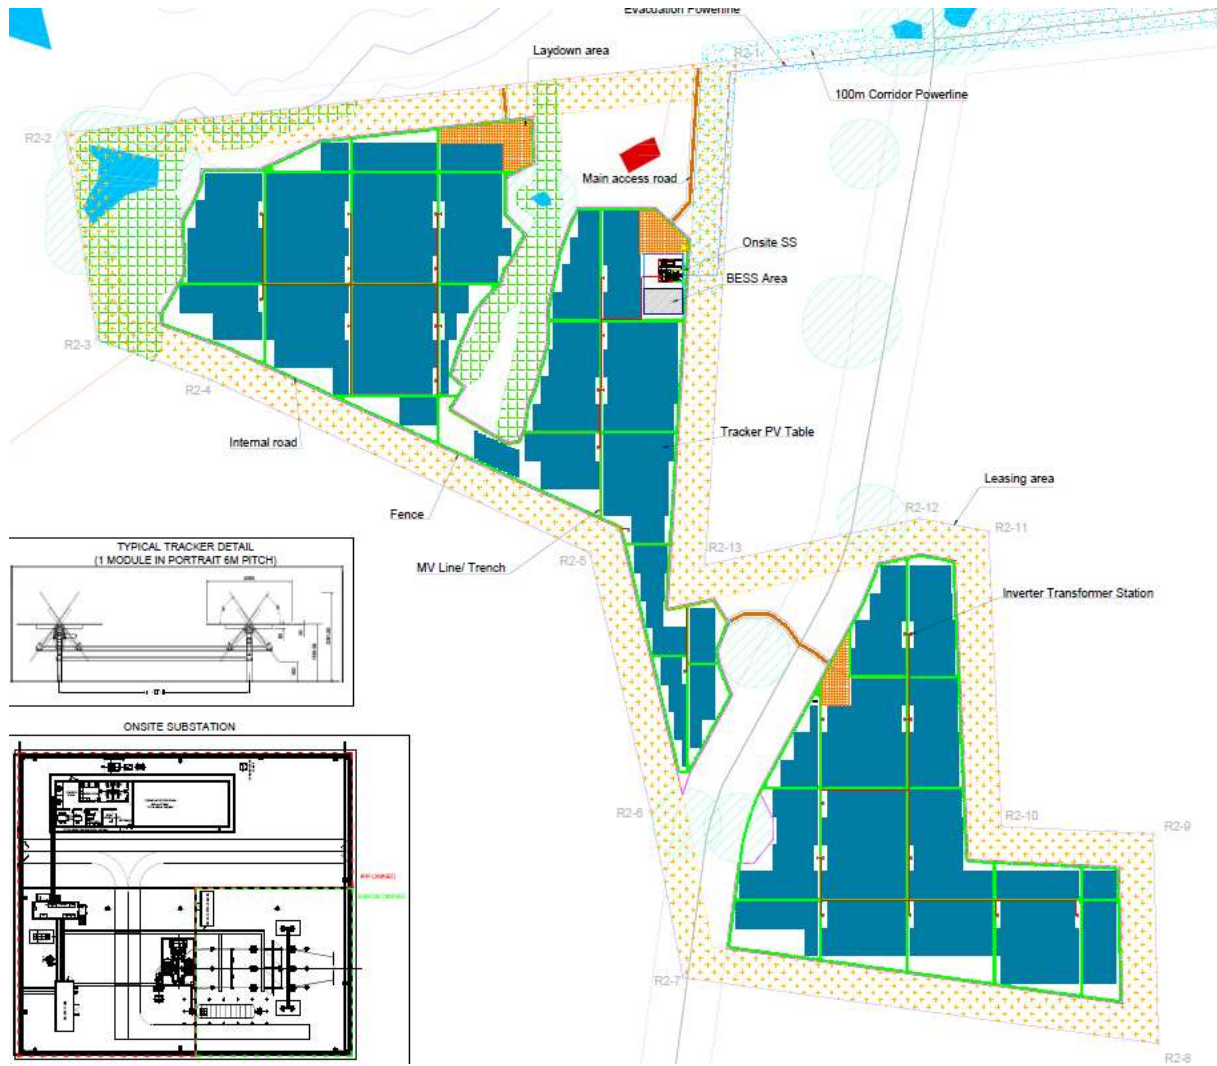 Evacuation Powerline
R2-1
Laydown area
100m Corridor Powerline
R2-2
Main access road
Onsite SS
BESS Area
R2-3
R2-4
Internal road
Tracker PV Table
Leasing area
Fence
R2-12
R2-11
R2-13
R2-5
MV Line/ Trench
Inverter Transformer Station
TYPICAL TRACKER DETAIL
(1 MODULE IN PORTRAIT 6M PITCH)
ONSITE SUBSTATION
R2-6
R2-10
R2-9
IPP OWNED
R2-7
R2-8